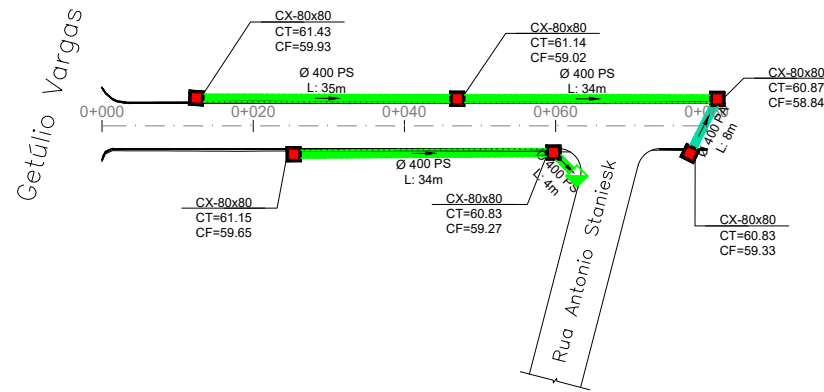 Getúlio Vargas
CX-80x80
CT=61.43
CF=59.93
Ø 400 PS
L: 35m
CX-80x80
CT=61.14
CF=59.02
Ø 400 PS
L: 34m
CX-80x80
CT=60.87
CF=58.84
0+000
0+020
0+040
0+060
Ø 400 PA
L: 8m
Ø 400 PS
L: 34m
Ø 400 PS
L: 4m
CX-80x80
CT=61.15
CF=59.65
CX-80x80
CT=60.83
CF=59.27
CX-80x80
CT=60.83
CF=59.33
Rua Antonio Staniesk